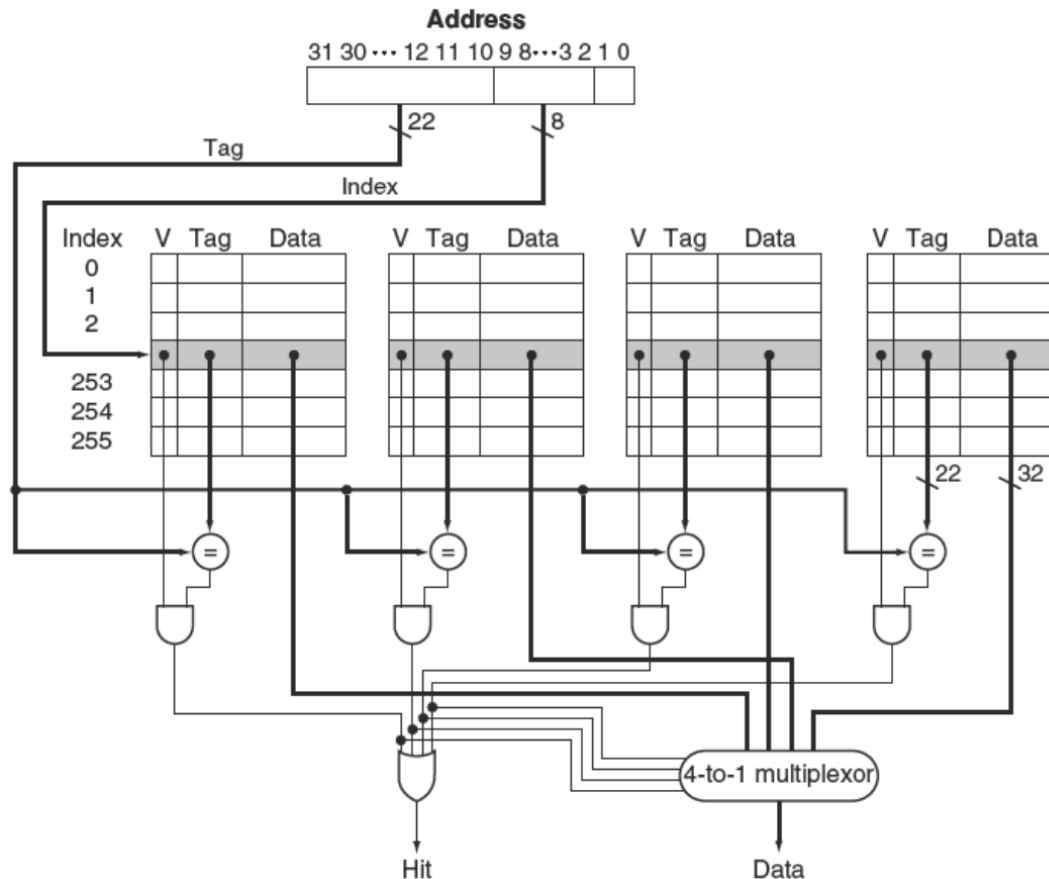 Address
31 30 ··· 12 11 10 9 8···3 2 1 0
22
8
Tag
Index
Index V Tag Data V Tag Data V Tag Data V Tag Data
0
1
2
253
254
255
22 32
= = = =
4-to-1 multiplexor
Hit Data